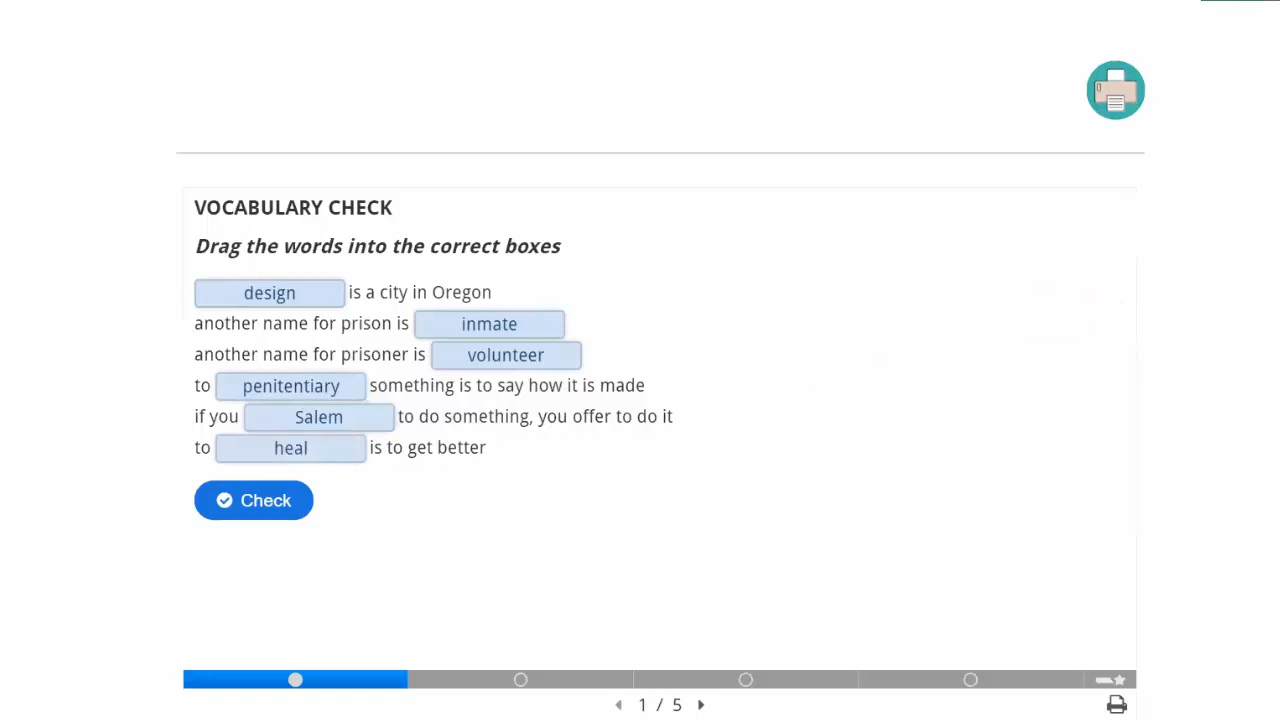 VOCABULARY CHECK
Drag the words into the correct boxes
design is a city in Oregon
another name for prison is inmate
another name for prisoner is volunteer
to penitentiary something is to say how it is made
if you Salem to do something, you offer to do it
to heal is to get better
Check
1 / 5